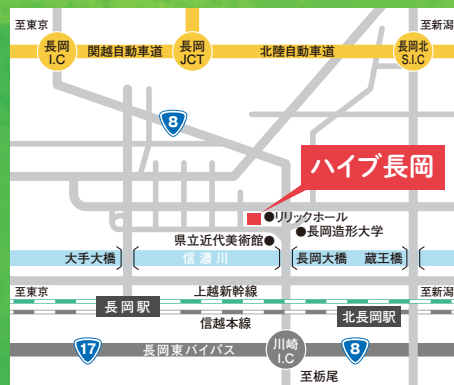 至東京
至新潟
長岡
I.C
関越自動車道
長岡
JCT
北陸自動車道
長岡北
S.I.C
8
ハイブ長岡
●リリックホール
●長岡造形大学
県立近代美術館●
大手大橋
信濃川
長岡大橋
蔵王橋
至東京
上越新幹線
至新潟
長岡駅
北長岡駅
信越本線
17
長岡東バイパス
川崎
I.C
8
至栃尾